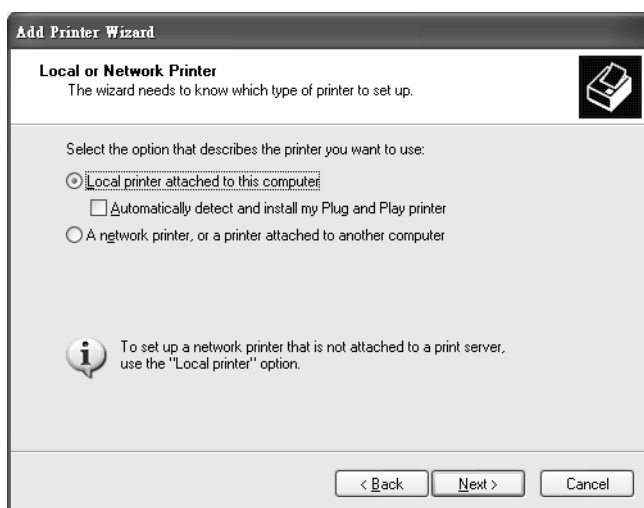 Add Printer Wizard
Local or Network Printer
The wizard needs to know which type of printer to set up.
Select the option that describes the printer you want to use:
Local printer attached to this computer
Automatically detect and install my Plug and Play printer
A network printer, or a printer attached to another computer
To set up a network printer that is not attached to a print server,
use the "Local printer" option.
< Back
Next >
Cancel